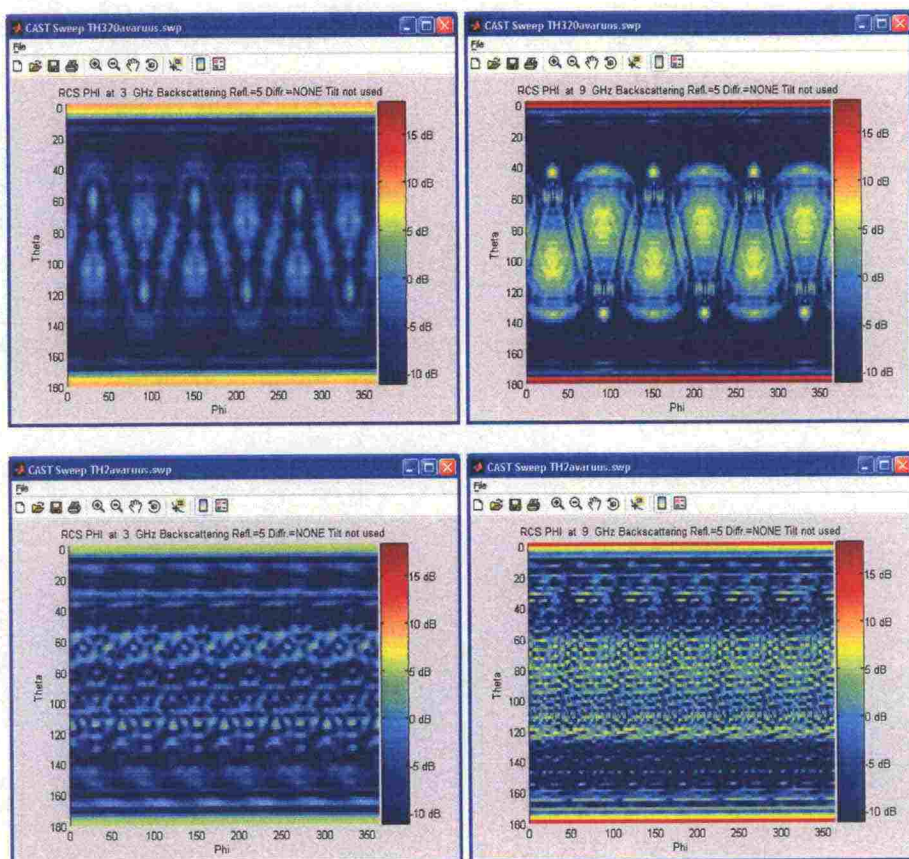 CAST Sweep TH320avaruus.swp
File
RCS PHI at 3 GHz Backscattering Refl.=5 Diffr.=NONE Tilt not used
0
20
40
60
80
100
120
140
160
180
Theta
0 50 100 150 200 250 300 350
Phi
15 dB
10 dB
5 dB
0 dB
-5 dB
-10 dB
CAST Sweep TH320avaruus.swp
File
RCS PHI at 9 GHz Backscattering Refl.=5 Diffr.=NONE Tilt not used
0
20
40
60
80
100
120
140
160
180
Theta
0 50 100 150 200 250 300 350
Phi
15 dB
10 dB
5 dB
0 dB
-5 dB
-10 dB
CAST Sweep TH2avaruus.swp
File
RCS PHI at 3 GHz Backscattering Refl.=5 Diffr.=NONE Tilt not used
0
20
40
60
80
100
120
140
160
180
Theta
0 50 100 150 200 250 300 350
Phi
15 dB
10 dB
5 dB
0 dB
-5 dB
-10 dB
CAST Sweep TH2avaruus.swp
File
RCS PHI at 9 GHz Backscattering Refl.=5 Diffr.=NONE Tilt not used
0
20
40
60
80
100
120
140
160
180
Theta
0 50 100 150 200 250 300 350
Phi
15 dB
10 dB
5 dB
0 dB
-5 dB
-10 dB